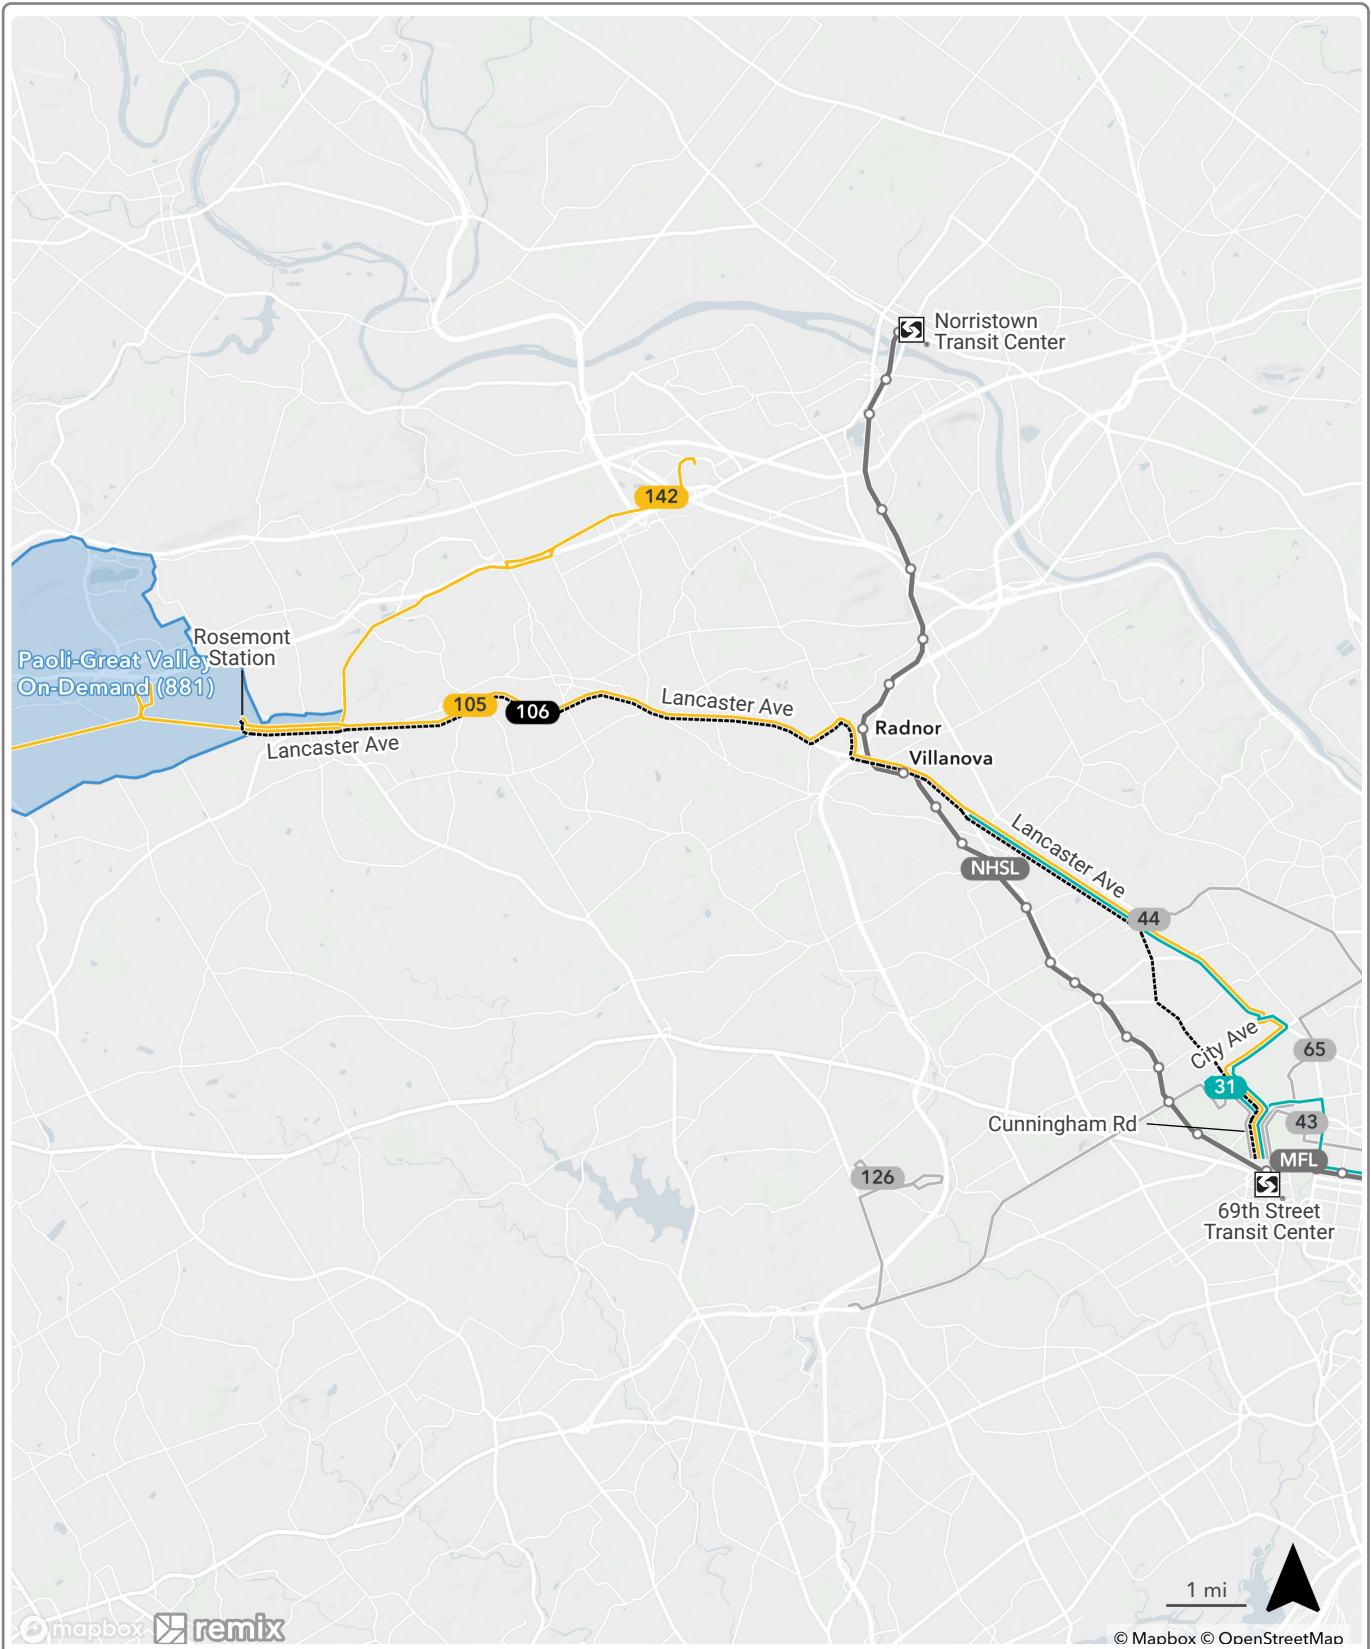 Norristown
Transit Center
142
Rosemont
Station
Paoli-Great Valley
On-Demand (881)
105
106
Lancaster Ave
Lancaster Ave
Radnor
Villanova
Lancaster Ave
NHSL
44
City Ave
65
31
Cunningham Rd
43
MFL
126
69th Street
Transit Center
1 mi
mapbox
remix
© Mapbox © OpenStreetMap